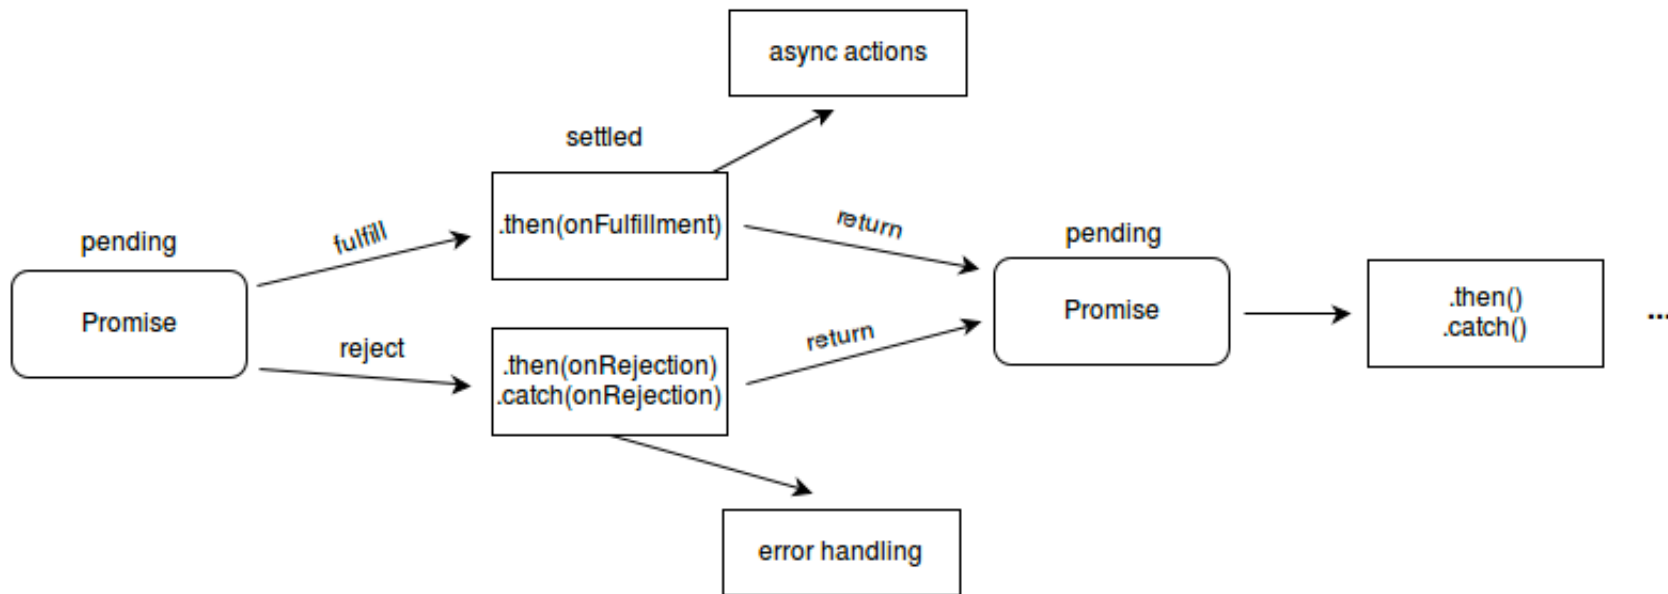 async actions
settled
.then(onFulfillment)
fulfill
return
pending
Promise
pending
Promise
.then()
.catch()
...
reject
.then(onRejection)
.catch(onRejection)
return
error handling